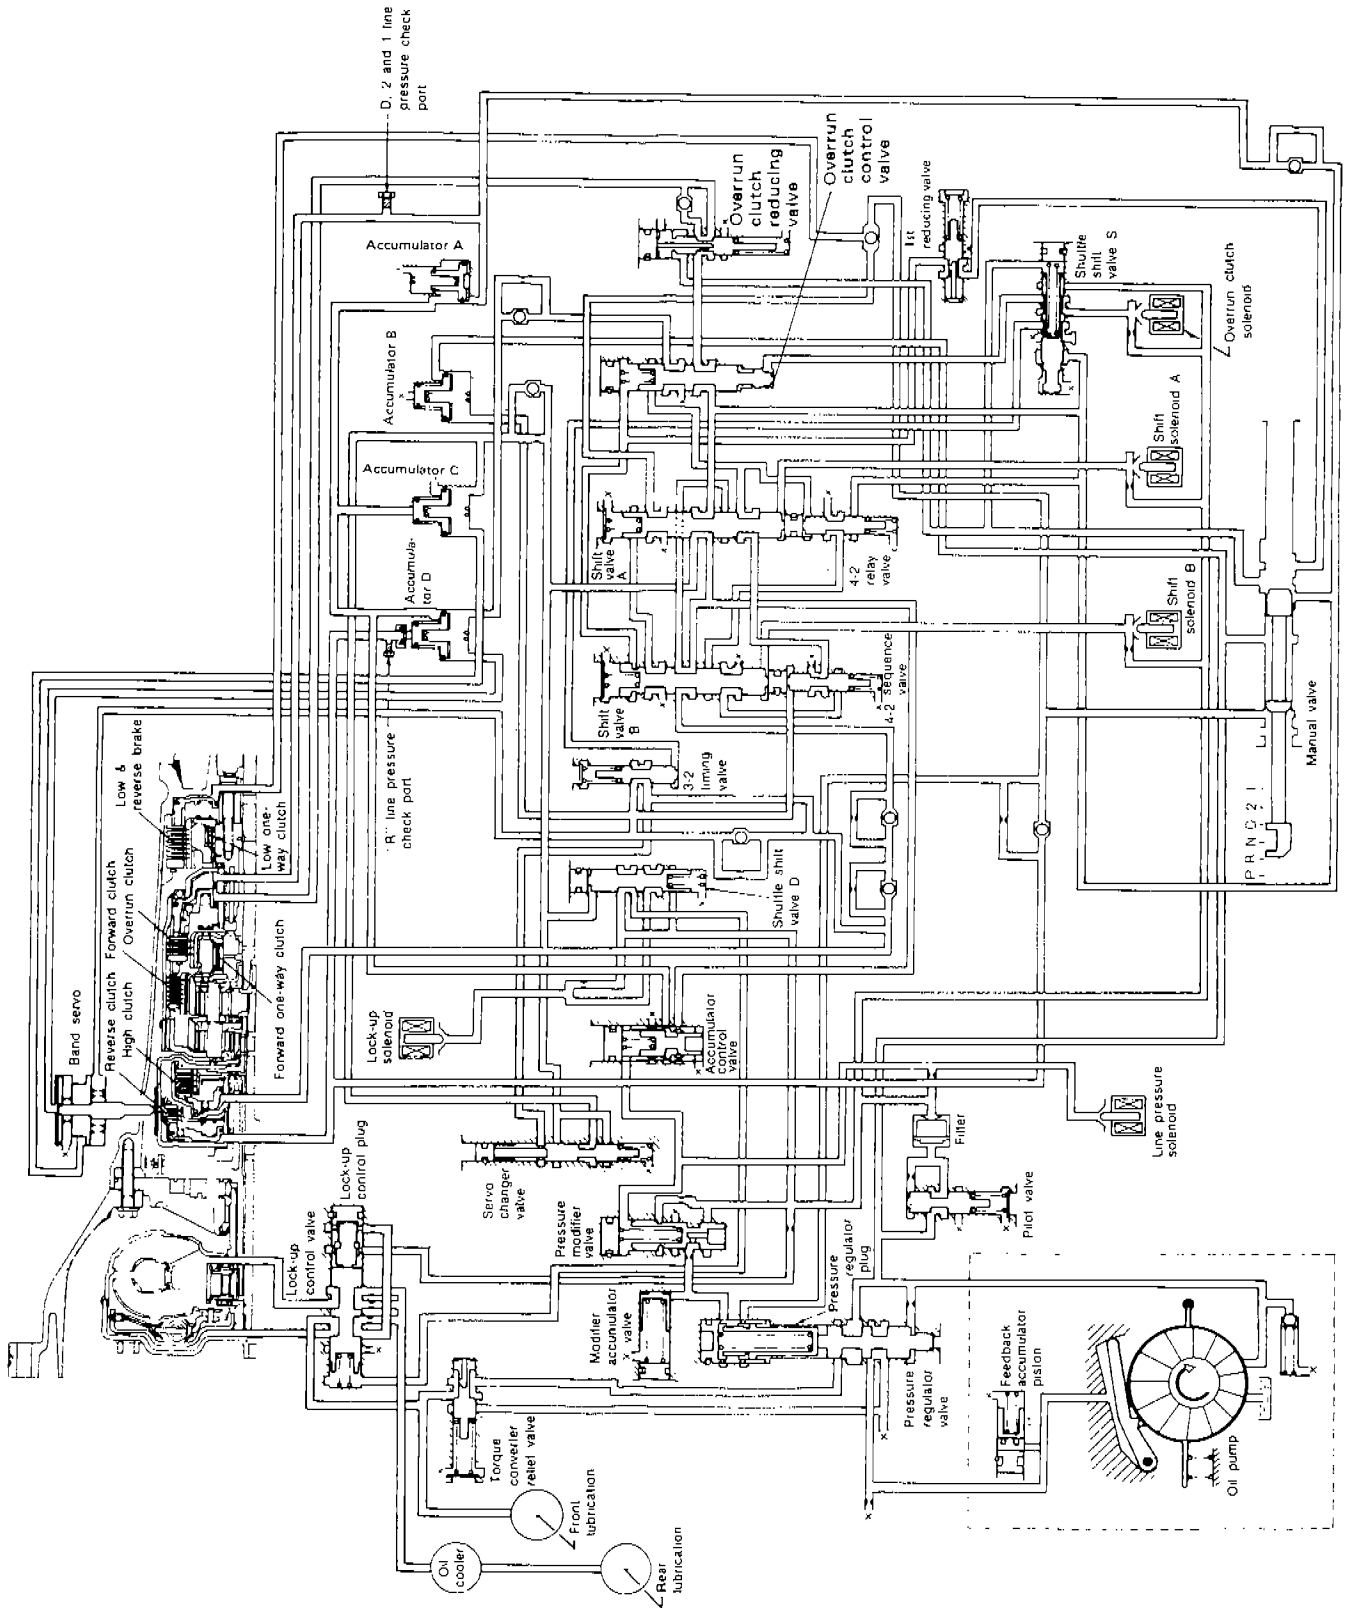 Band servo
Reverse clutch
High clutch
Forward clutch
Overrun clutch
Low &
reverse brake
Low one-
way clutch
Forward one-way clutch
"R" line pressure
check port
D, 2 and 1 line
pressure check
port
Accumulator A
Accumulator B
Accumulator C
Accumula-
tor D
Lock-up
control valve
Lock-up
control plug
Lock-up
solenoid
Torque
converter
relief valve
Oil
cooler
Front
lubrication
Rear
lubrication
Servo
changer
valve
Pressure
modifier
valve
Modifier
accumulator
valve
Pressure
regulator
plug
Pressure
regulator
valve
Accumulator
control
valve
Shuttle shift
valve D
3-2
timing
valve
Shift
valve
B
4-2 sequence
valve
Shift
valve
A
4-2
relay
valve
Overrun
clutch
reducing
valve
Overrun
clutch
control
valve
1st
reducing valve
Shuttle
shift
valve S
Overrun clutch
solenoid
Shift
solenoid A
Shift
solenoid B
Manual valve
P R N D 2 1
Line pressure
solenoid
Filter
Pilot valve
Feedback
accumulator
piston
Oil pump